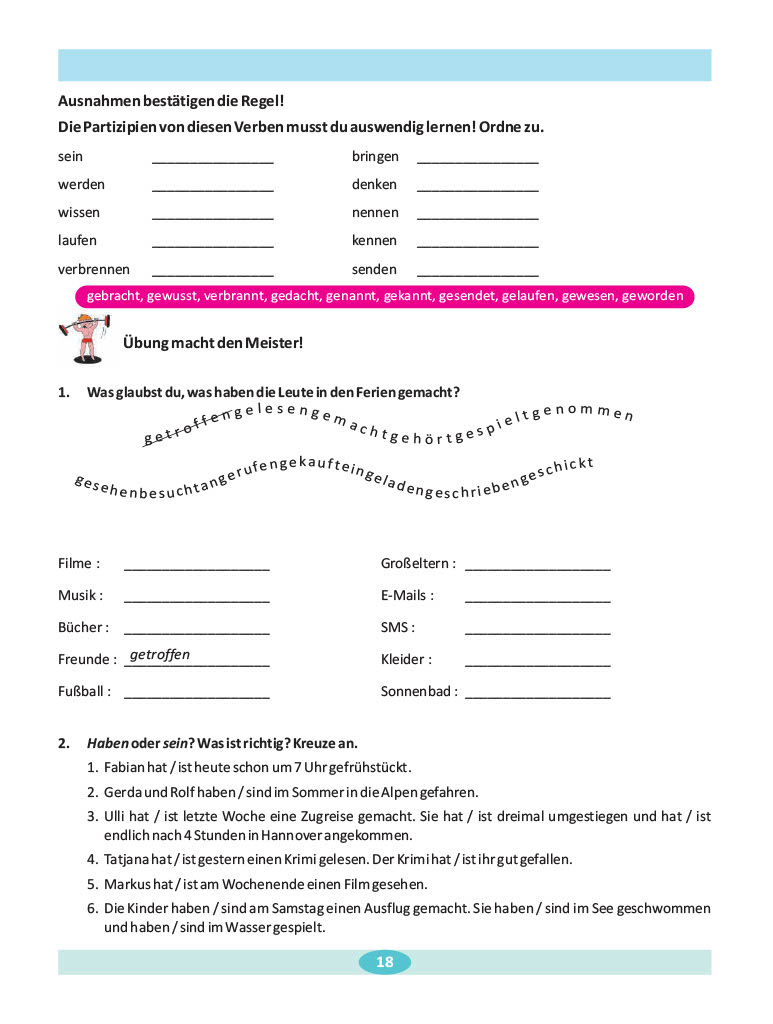 Ausnahmen bestätigen die Regel!
Die Partizipien von diesen Verben musst du auswendig lernen! Ordne zu.
sein ________________ bringen ________________
werden ________________ denken ________________
wissen ________________ nennen ________________
laufen ________________ kennen ________________
verbrennen ________________ senden ________________
gebracht, gewusst, verbrannt, gedacht, genannt, gekannt, gesendet, gelaufen, gewesen, geworden
Übung macht den Meister!
1. Was glaubst du, was haben die Leute in den Ferien gemacht?
getroffengelesengemachtgehörtgespieltgenommen
gesehenbesuchtangerufengekaufteingeladengeschriebengeschickt
Filme : ___________________ Großeltern : ___________________
Musik : ___________________ E-Mails : ___________________
Bücher : ___________________ SMS : ___________________
Freunde : getroffen Kleider : ___________________
Fußball : ___________________ Sonnenbad : ___________________
2. Haben oder sein? Was ist richtig? Kreuze an.
1. Fabian hat / ist heute schon um 7 Uhr gefrühstückt.
2. Gerda und Rolf haben / sind im Sommer in die Alpen gefahren.
3. Ulli hat / ist letzte Woche eine Zugreise gemacht. Sie hat / ist dreimal umgestiegen und hat / ist
endlich nach 4 Stunden in Hannover angekommen.
4. Tatjana hat / ist gestern einen Krimi gelesen. Der Krimi hat / ist ihr gut gefallen.
5. Markus hat / ist am Wochenende einen Film gesehen.
6. Die Kinder haben / sind am Samstag einen Ausflug gemacht. Sie haben / sind im See geschwommen
und haben / sind im Wasser gespielt.
18